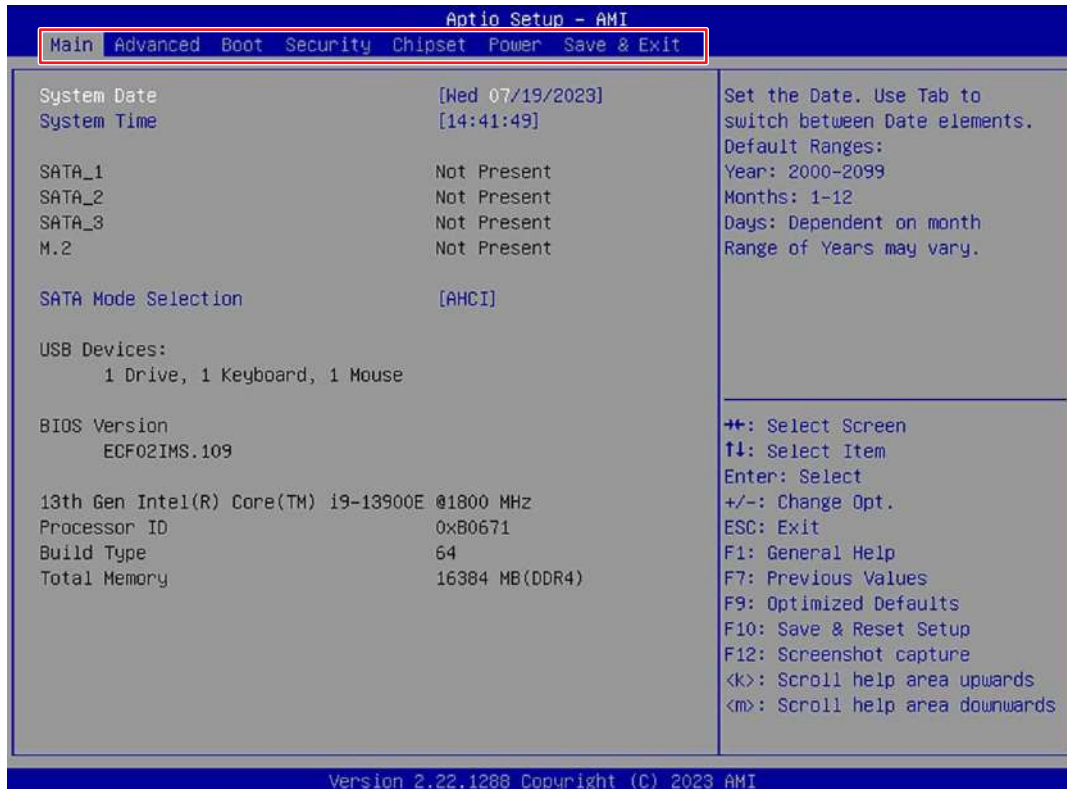 Aptio Setup - AMI
Main Advanced Boot Security Chipset Power Save & Exit
System Date [Wed 07/19/2023]
System Time [14:41:49]
SATA_1 Not Present
SATA_2 Not Present
SATA_3 Not Present
M.2 Not Present
SATA Mode Selection [AHCI]
USB Devices:
1 Drive, 1 Keyboard, 1 Mouse
BIOS Version
ECF02IMS.109
13th Gen Intel(R) Core(TM) i9-13900E @1800 MHz
Processor ID 0xB0671
Build Type 64
Total Memory 16384 MB(DDR4)
Set the Date. Use Tab to
switch between Date elements.
Default Ranges:
Year: 2000-2099
Months: 1-12
Days: Dependent on month
Range of Years may vary.
→←: Select Screen
↑↓: Select Item
Enter: Select
+/-: Change Opt.
ESC: Exit
F1: General Help
F7: Previous Values
F9: Optimized Defaults
F10: Save & Reset Setup
F12: Screenshot capture
<k>: Scroll help area upwards
<m>: Scroll help area downwards
Version 2.22.1288 Copyright (C) 2023 AMI